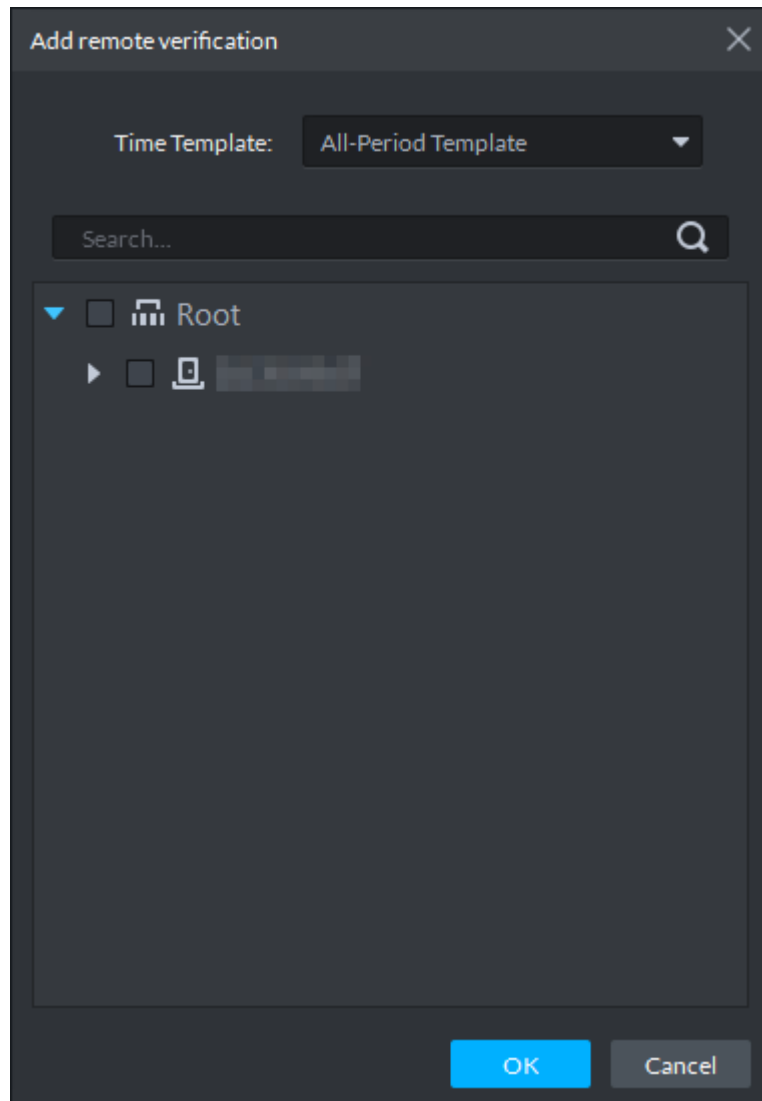 Add remote verification
Time Template: All-Period Template
Search...
Root
OK Cancel